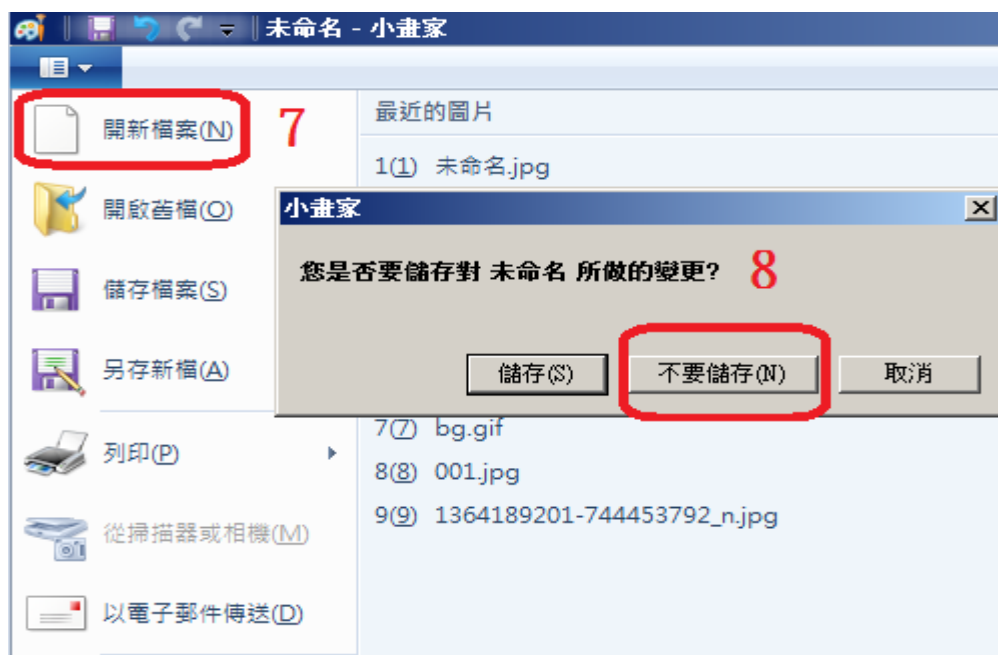 未命名 - 小畫家
開新檔案(N)
7
最近的圖片
1(1) 未命名.jpg
開啟舊檔(O)
小畫家
您是否要儲存對 未命名 所做的變更?
8
儲存檔案(S)
儲存(S)
不要儲存(N)
取消
另存新檔(A)
7(7) bg.gif
列印(P)
8(8) 001.jpg
9(9) 1364189201-744453792_n.jpg
從掃描器或相機(M)
以電子郵件傳送(D)